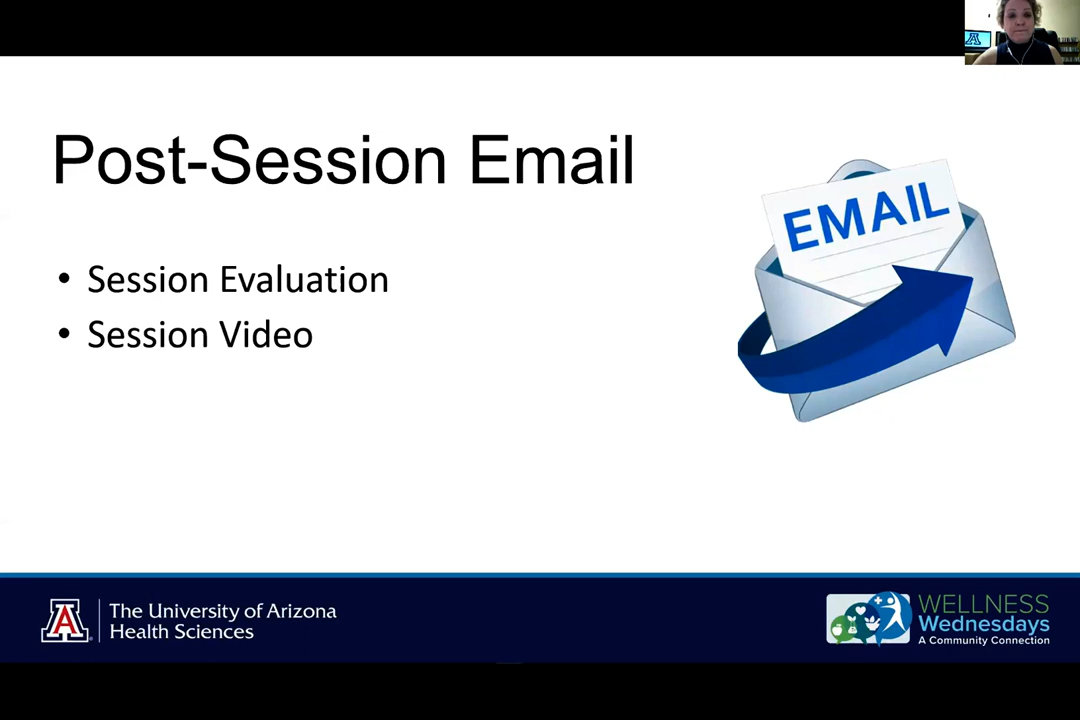 Post-Session Email
• Session Evaluation
• Session Video
EMAIL
A
The University of Arizona
Health Sciences
WELLNESS
Wednesdays
A Community Connection
A